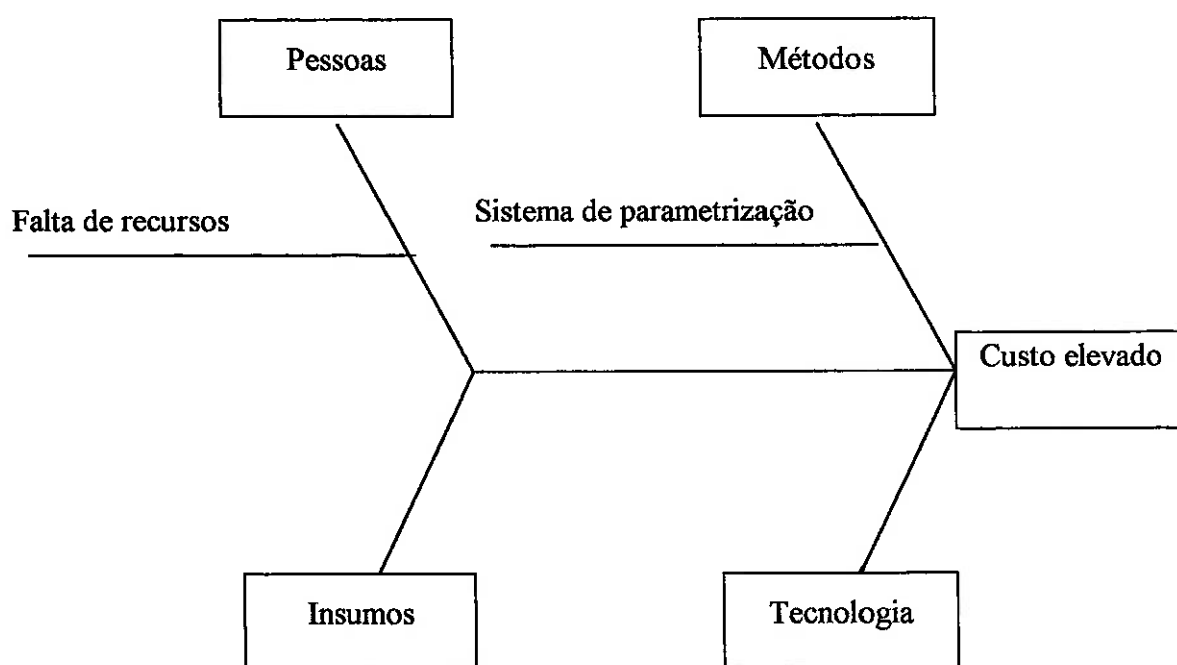 Pessoas
Métodos
Falta de recursos
Sistema de parametrização
Custo elevado
Insumos
Tecnologia